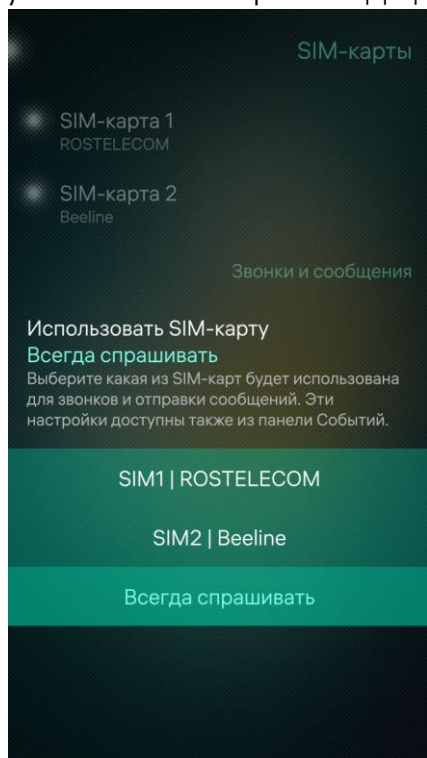 SIM-карты
SIM-карта 1
ROSTELECOM
SIM-карта 2
Beeline
Звонки и сообщения
Использовать SIM-карту
Всегда спрашивать
Выберите какая из SIM-карт будет использована
для звонков и отправки сообщений. Эти
настройки доступны также из панели Событий.
SIM1 | ROSTELECOM
SIM2 | Beeline
Всегда спрашивать